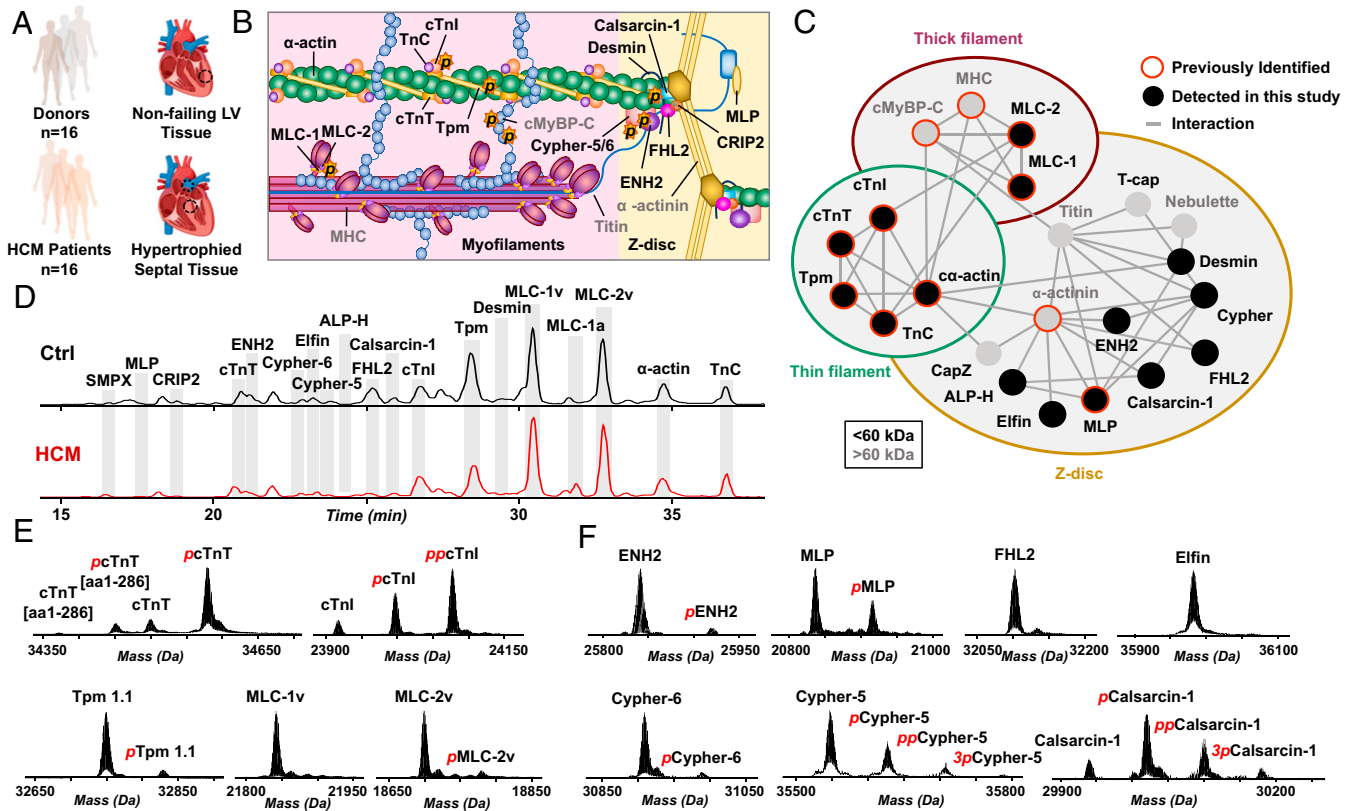 A
Donors
n=16
Non-failing LV
Tissue
HCM Patients
n=16
Hypertrophied
Septal Tissue
B
cTnI
TnC
α-actin
Calsarcin-1
Desmin
p
p
p
p
p
p
p
p
cTnT
Tpm
cMyBP-C
MLC-1
MLC-2
Cypher-5/6
FHL2
MLP
CRIP2
ENH2
α-actinin
Titin
MHC
Myofilaments
Z-disc
C
Thick filament
MHC
cMyBP-C
MLC-2
MLC-1
Previously Identified
Detected in this study
Interaction
cTnI
cTnT
Tpm
cα-actin
TnC
Thin filament
T-cap
Titin
Nebulette
Desmin
α-actinin
Cypher
ENH2
CapZ
FHL2
ALP-H
Calsarcin-1
Elfin
MLP
Z-disc
<60 kDa
>60 kDa
D
Ctrl
SMPX
MLP
CRIP2
cTnT
ENH2
Cypher-6
Elfin
Cypher-5
ALP-H
FHL2
Calsarcin-1
cTnI
Tpm
Desmin
MLC-1v
MLC-1a
MLC-2v
α-actin
TnC
HCM
15 20 Time (min) 30 35
E
cTnT
[aa1-286]
pcTnT
[aa1-286]
cTnT
pcTnT
34350 Mass (Da) 34650
cTnI
pcTnI
ppcTnI
23900 Mass (Da) 24150
Tpm 1.1
pTpm 1.1
32650 Mass (Da) 32850
MLC-1v
21800 Mass (Da) 21950
MLC-2v
pMLC-2v
18650 Mass (Da) 18850
F
ENH2
pENH2
25800 Mass (Da) 25950
MLP
pMLP
20800 Mass (Da) 21000
FHL2
32050 Mass (Da) 32200
Elfin
35900 Mass (Da) 36100
Cypher-6
pCypher-6
30850 Mass (Da) 31050
Cypher-5
pCypher-5
ppCypher-5
3pCypher-5
35500 Mass (Da) 35800
Calsarcin-1
pCalsarcin-1
ppCalsarcin-1
3pCalsarcin-1
29900 Mass (Da) 30200